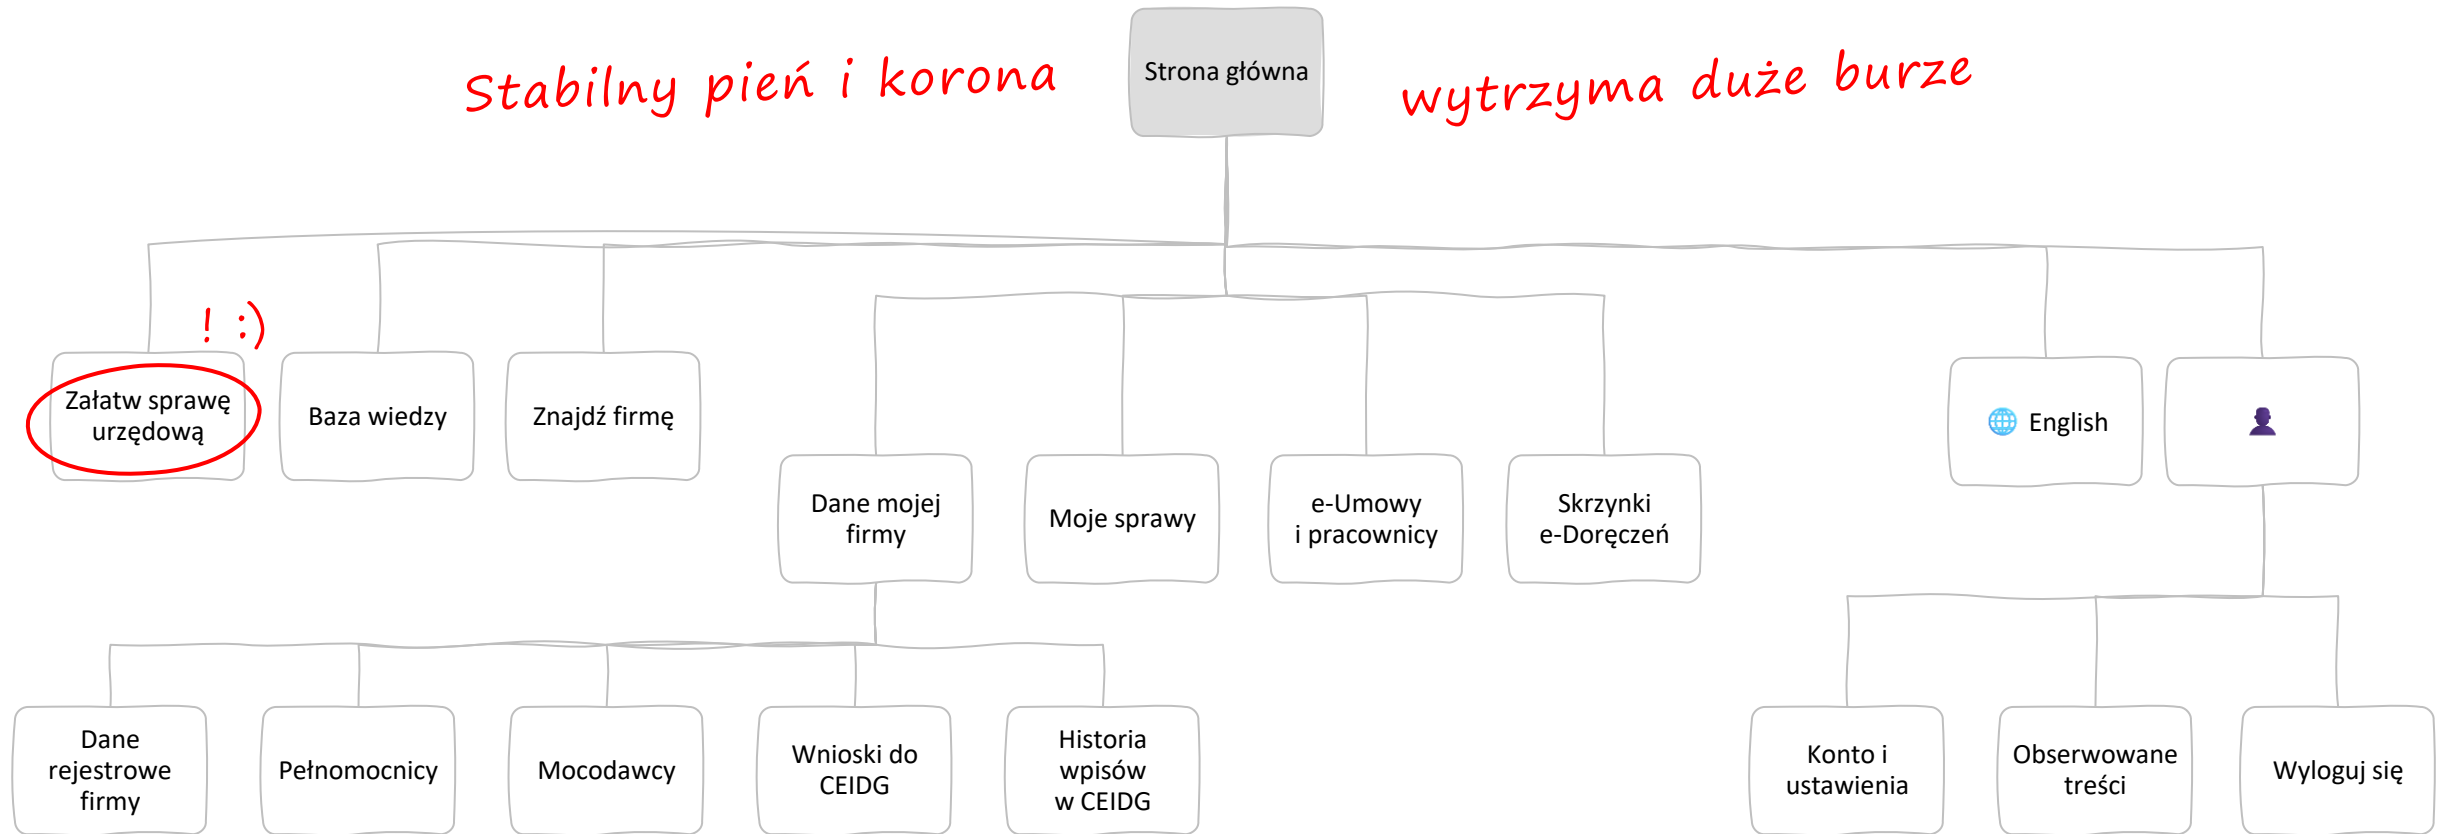 Strona główna
Stabilny pień i korona
wytrzyma duże burze
! :)
Załatw sprawę
urzędową
Baza wiedzy
Znajdź firmę
English
Dane mojej
firmy
Moje sprawy
e-Umowy
i pracownicy
Skrzynki
e-Doręczeń
Dane
rejestrowe
firmy
Pełnomocnicy
Mocodawcy
Wnioski do
CEIDG
Historia
wpisów
w CEIDG
Konto i
ustawienia
Obserwowane
treści
Wyloguj się